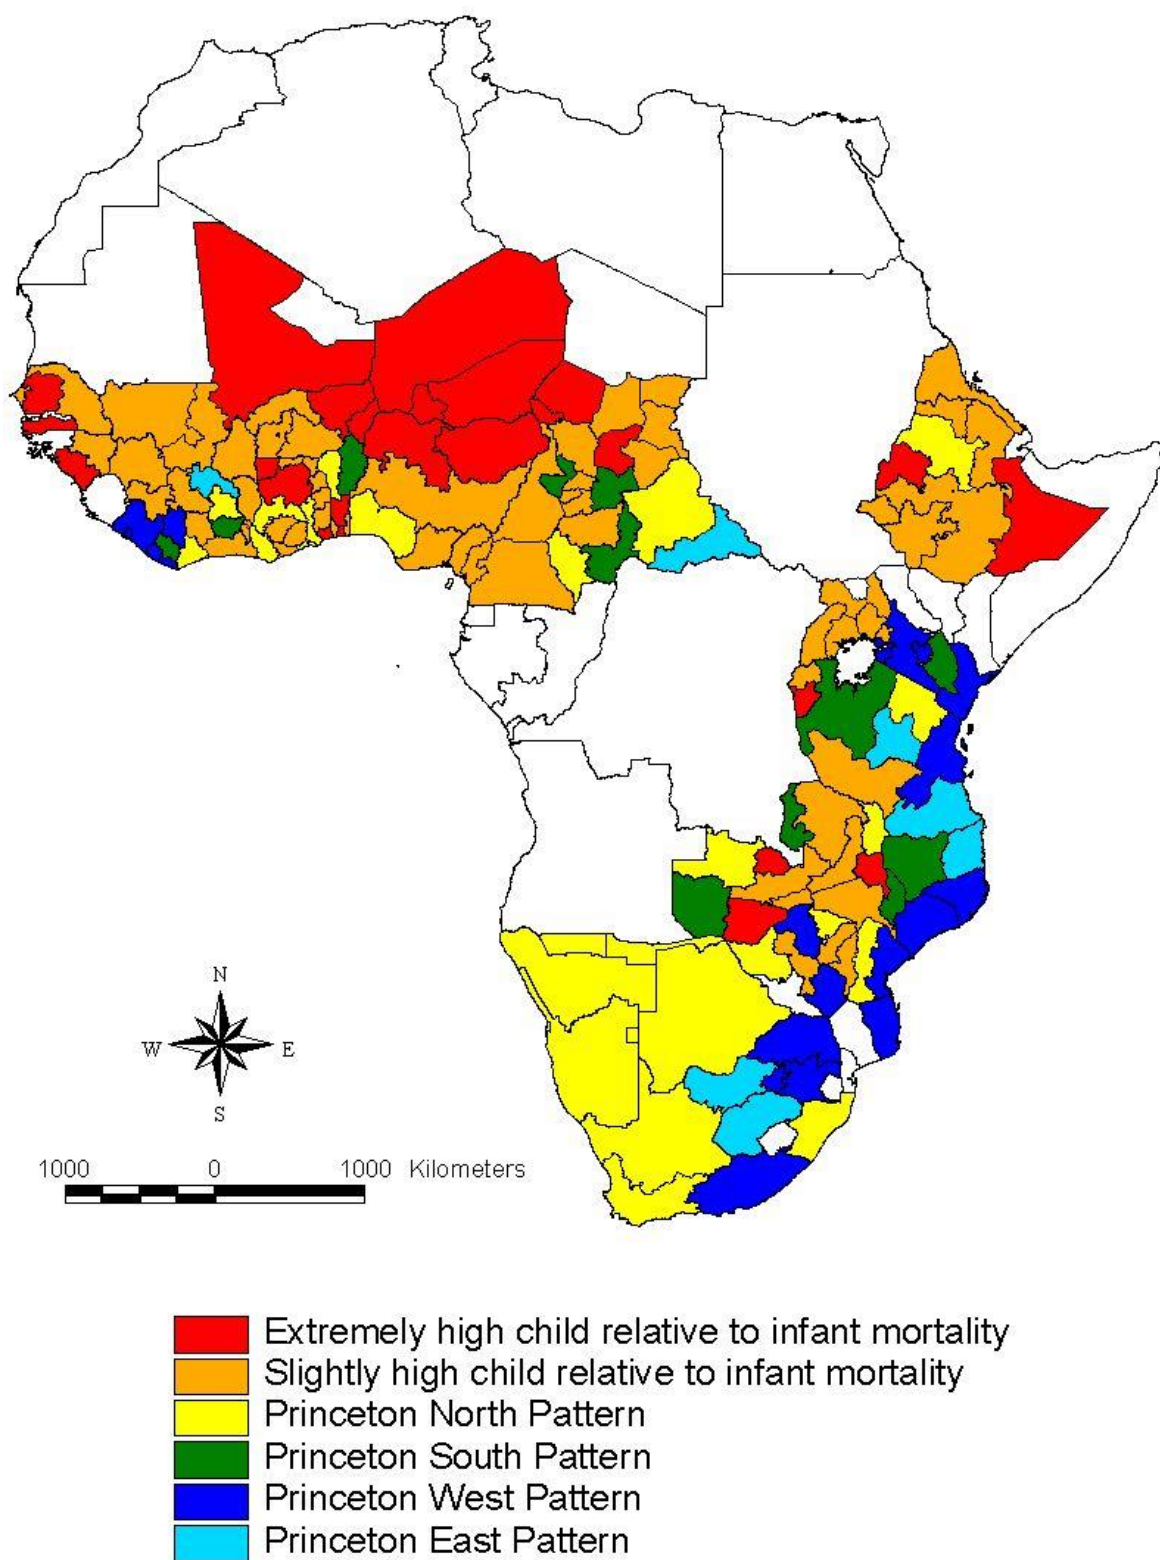 N
W E
S
1000 0 1000 Kilometers
Extremely high child relative to infant mortality
Slightly high child relative to infant mortality
Princeton North Pattern
Princeton South Pattern
Princeton West Pattern
Princeton East Pattern